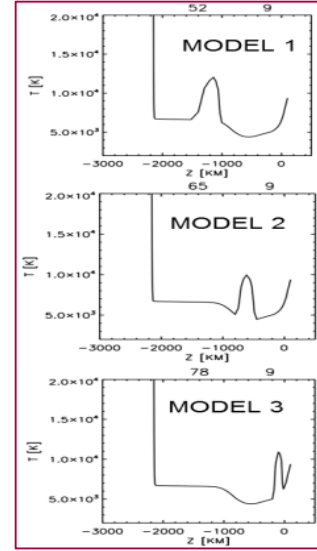 52 9
2.0×10⁴
MODEL 1
1.5×10⁴
T [K]
1.0×10⁴
5.0×10³
−3000 −2000 −1000 0
Z [KM]
65 9
2.0×10⁴
MODEL 2
1.5×10⁴
T [K]
1.0×10⁴
5.0×10³
−3000 −2000 −1000 0
Z [KM]
78 9
2.0×10⁴
MODEL 3
1.5×10⁴
T [K]
1.0×10⁴
5.0×10³
−3000 −2000 −1000 0
Z [KM]